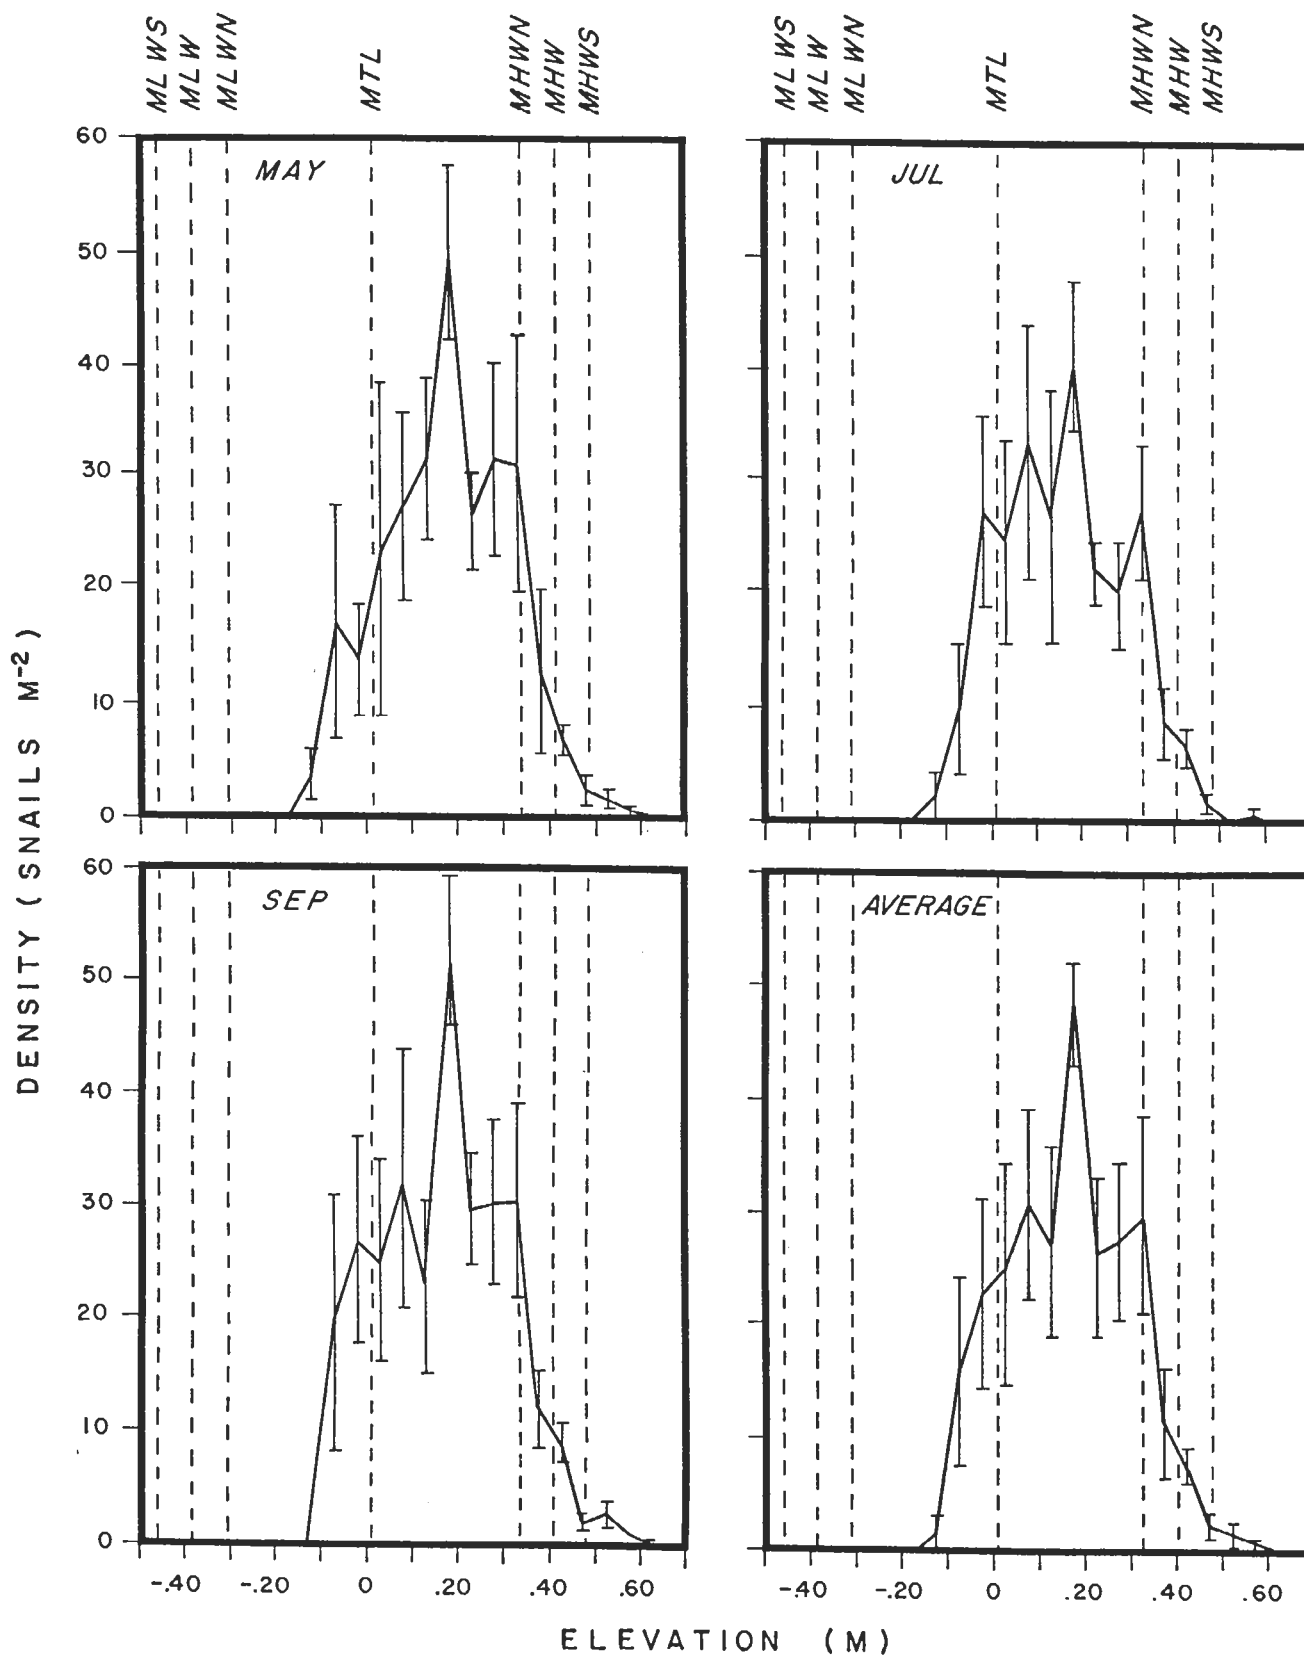 MLWS MLW MLWN MTL MHWN MHW MHWS
MLWS MLW MLWN MTL MHWN MHW MHWS
60
50
40
30
20
10
0
MAY
JUL
DENSITY (SNAILS M-2)
60
50
40
30
20
10
0
SEP
AVERAGE
-.40 -.20 0 .20 .40 .60
-.40 -.20 0 .20 .40 .60
ELEVATION (M)